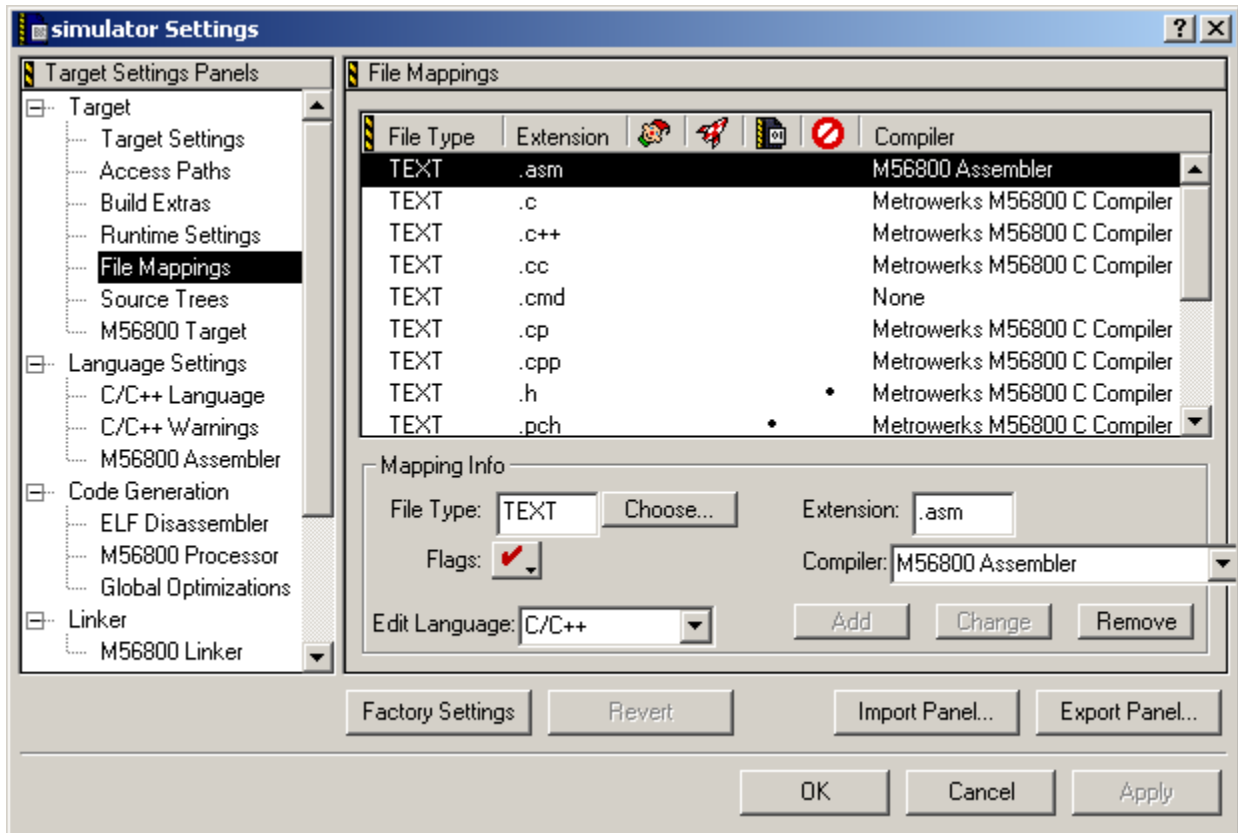 simulator Settings
Target Settings Panels
Target
Target Settings
Access Paths
Build Extras
Runtime Settings
File Mappings
Source Trees
M56800 Target
Language Settings
C/C++ Language
C/C++ Warnings
M56800 Assembler
Code Generation
ELF Disassembler
M56800 Processor
Global Optimizations
Linker
M56800 Linker
File Mappings
File Type Extension Compiler
TEXT .asm M56800 Assembler
TEXT .c Metrowerks M56800 C Compiler
TEXT .c++ Metrowerks M56800 C Compiler
TEXT .cc Metrowerks M56800 C Compiler
TEXT .cmd None
TEXT .cp Metrowerks M56800 C Compiler
TEXT .cpp Metrowerks M56800 C Compiler
TEXT .h • Metrowerks M56800 C Compiler
TEXT .pch • Metrowerks M56800 C Compiler
Mapping Info
File Type: TEXT Choose... Extension: .asm
Flags: Compiler: M56800 Assembler
Edit Language: C/C++ Add Change Remove
Factory Settings Revert Import Panel... Export Panel...
OK Cancel Apply